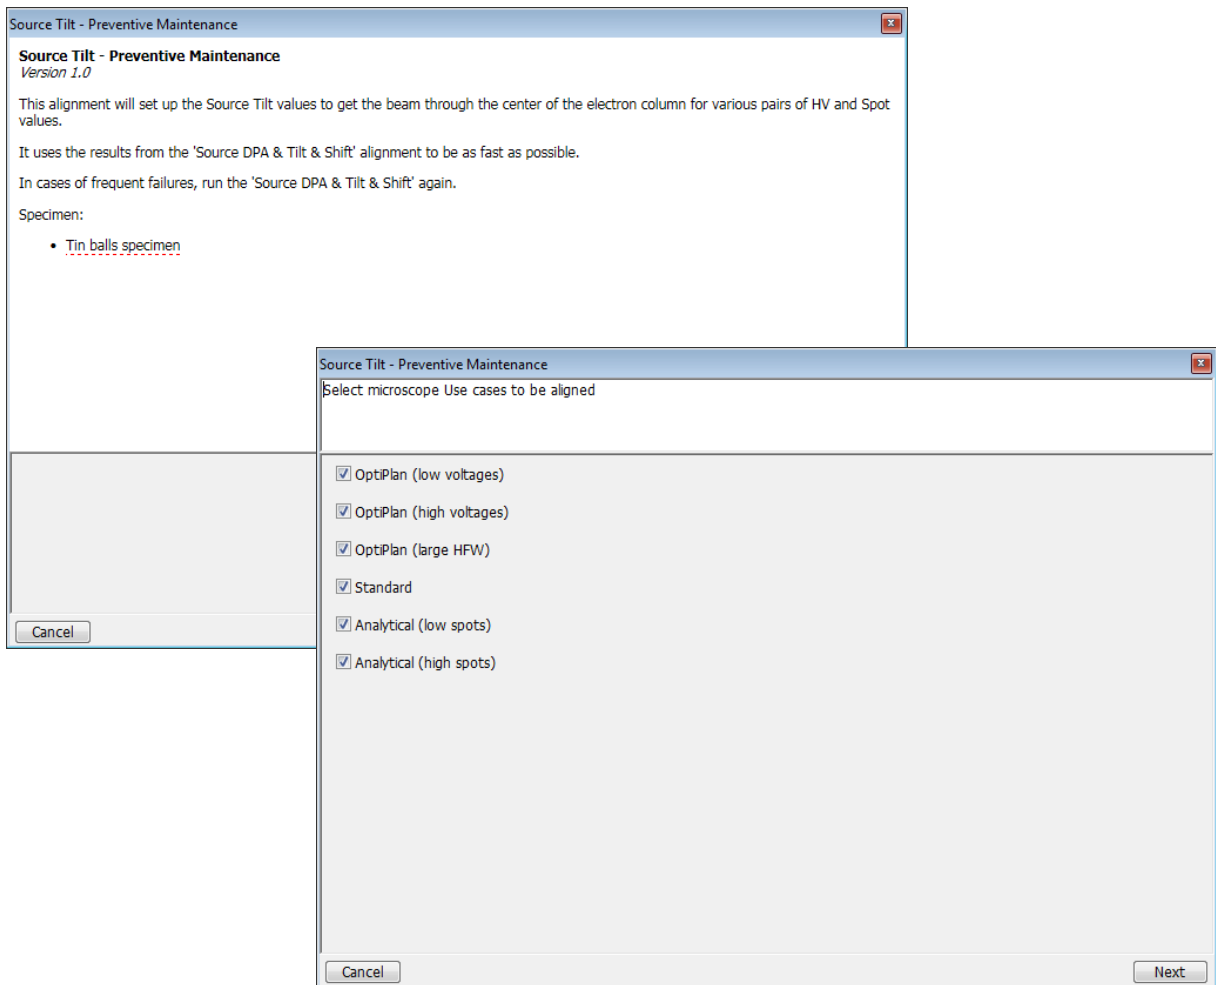 Source Tilt - Preventive Maintenance
Source Tilt - Preventive Maintenance
Version 1.0
This alignment will set up the Source Tilt values to get the beam through the center of the electron column for various pairs of HV and Spot
values.
It uses the results from the 'Source DPA & Tilt & Shift' alignment to be as fast as possible.
In cases of frequent failures, run the 'Source DPA & Tilt & Shift' again.
Specimen:
• Tin balls specimen
Cancel
Source Tilt - Preventive Maintenance
Select microscope Use cases to be aligned
OptiPlan (low voltages)
OptiPlan (high voltages)
OptiPlan (large HFW)
Standard
Analytical (low spots)
Analytical (high spots)
Cancel
Next